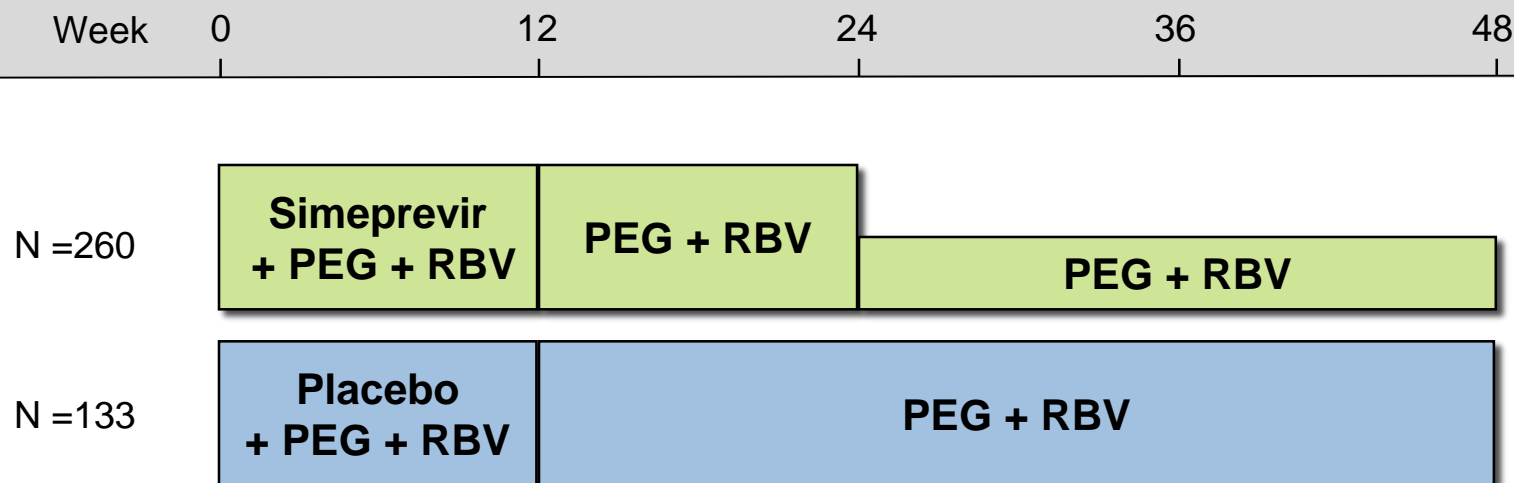 Week 0 12 24 36 48
N =260
Simeprevir
+ PEG + RBV
PEG + RBV
PEG + RBV
N =133
Placebo
+ PEG + RBV
PEG + RBV